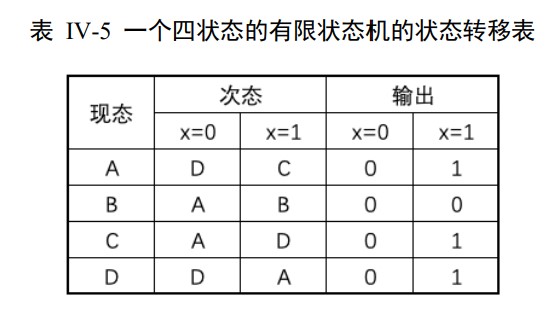 表 IV-5 一个四状态的有限状态机的状态转移表
现态 次态 输出
x=0 x=1 x=0 x=1
A D C 0 1
B A B 0 0
C A D 0 1
D D A 0 1